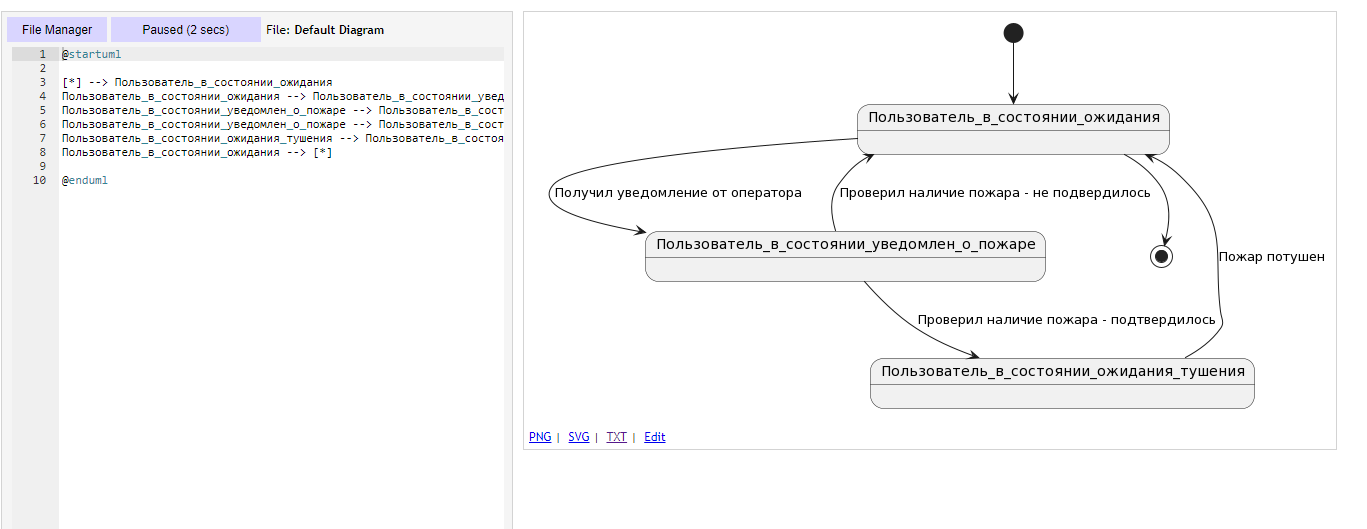 File Manager
Paused (2 secs)
File: Default Diagram
1 @startuml
2
3 [*] --> Пользователь_в_состоянии_ожидания
4 Пользователь_в_состоянии_ожидания --> Пользователь_в_состоянии_увед
5 Пользователь_в_состоянии_уведомлен_о_пожаре --> Пользователь_в_сост
6 Пользователь_в_состоянии_уведомлен_о_пожаре --> Пользователь_в_сост
7 Пользователь_в_состоянии_ожидания_тушения --> Пользователь_в_состоя
8 Пользователь_в_состоянии_ожидания --> [*]
9
10 @enduml
Пользователь_в_состоянии_ожидания
Получил уведомление от оператора
Проверил наличие пожара - не подвердилось
Пользователь_в_состоянии_уведомлен_о_пожаре
Пожар потушен
Проверил наличие пожара - подтвердилось
Пользователь_в_состоянии_ожидания_тушения
PNG | SVG | TXT | Edit